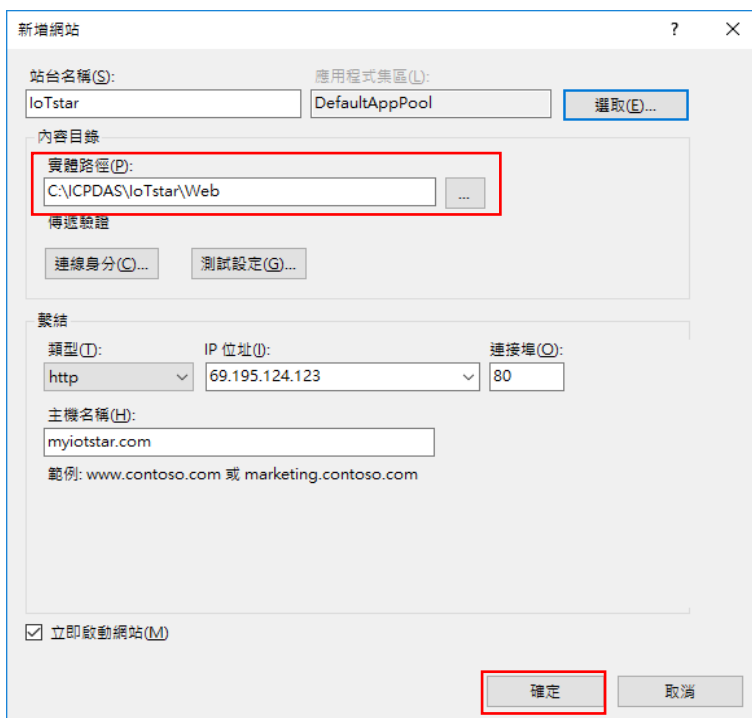 新增網站 ?
站台名稱(S): 應用程式集區(L):
IoTstar DefaultAppPool 選取(E)...
內容目錄
實體路徑(P):
C:\ICPDAS\IoTstar\Web ...
傳遞驗證
連線身分(C)... 測試設定(G)...
繫結
類型(T): IP 位址(I): 連接埠(O):
http 69.195.124.123 80
主機名稱(H):
myiotstar.com
範例: www.contoso.com 或 marketing.contoso.com
立即啟動網站(M)
確定 取消